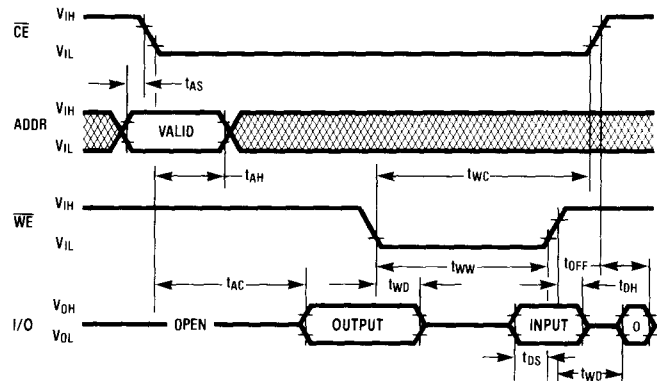 CE
VIH
VIL
tAS
ADDR
VIH
VIL
VALID
tAH
tWC
WE
VIH
VIL
tWW
tOFF
tAC
tWD
tDH
I/O
VOH
VOL
OPEN
OUTPUT
INPUT
O
tDS
tWD